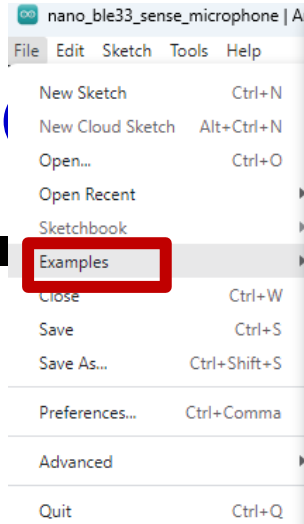 nano_ble33_sense_microphone | A
File Edit Sketch Tools Help
New Sketch Ctrl+N
New Cloud Sketch Alt+Ctrl+N
Open... Ctrl+O
Open Recent
Sketchbook
Examples
Close Ctrl+W
Save Ctrl+S
Save As... Ctrl+Shift+S
Preferences... Ctrl+Comma
Advanced
Quit Ctrl+Q